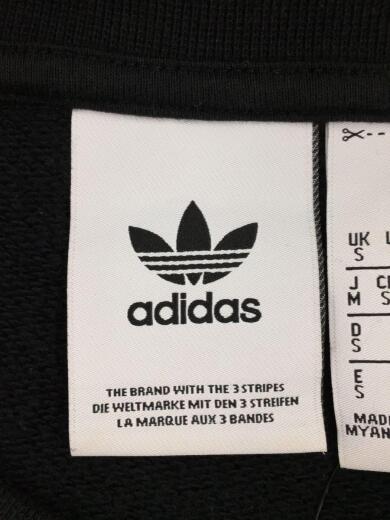 adidas
THE BRAND WITH THE 3 STRIPES
DIE WELTMARKE MIT DEN 3 STREIFEN
LA MARQUE AUX 3 BANDES
UK
S
J
M S
D
S
E
S
MADE